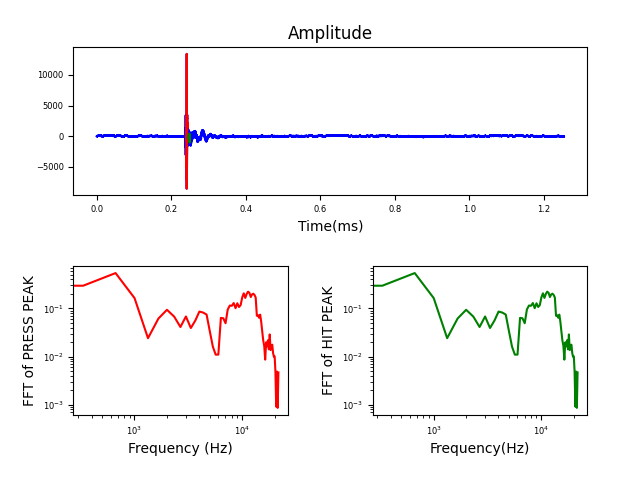 Amplitude
10000
5000
0
−5000
0.0 0.2 0.4 0.6 0.8 1.0 1.2
Time(ms)
FFT of PRESS PEAK
10⁻¹
10⁻²
10⁻³
10³ 10⁴
Frequency (Hz)
FFT of HIT PEAK
10⁻¹
10⁻²
10⁻³
10³ 10⁴
Frequency(Hz)